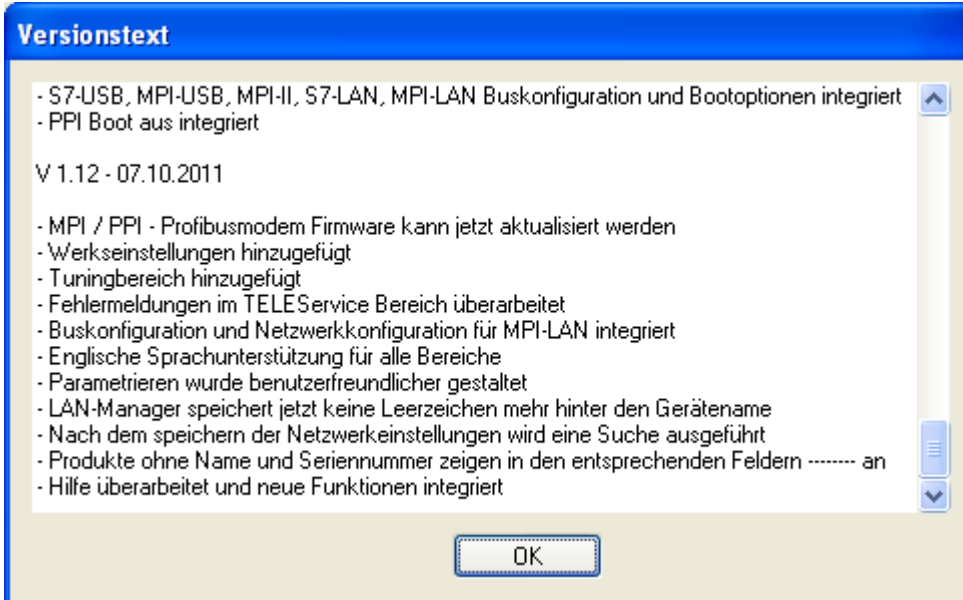 Versionstext
- S7-USB, MPI-USB, MPI-II, S7-LAN, MPI-LAN Buskonfiguration und Bootoptionen integriert
- PPI Boot aus integriert
V 1.12 - 07.10.2011
- MPI / PPI - Profibusmodem Firmware kann jetzt aktualisiert werden
- Werkseinstellungen hinzugefügt
- Tuningbereich hinzugefügt
- Fehlermeldungen im TELEService Bereich überarbeitet
- Buskonfiguration und Netzwerkkonfiguration für MPI-LAN integriert
- Englische Sprachunterstützung für alle Bereiche
- Parametrieren wurde benutzerfreundlicher gestaltet
- LAN-Manager speichert jetzt keine Leerzeichen mehr hinter den Gerätename
- Nach dem speichern der Netzwerkeinstellungen wird eine Suche ausgeführt
- Produkte ohne Name und Seriennummer zeigen in den entsprechenden Feldern -------- an
- Hilfe überarbeitet und neue Funktionen integriert
OK